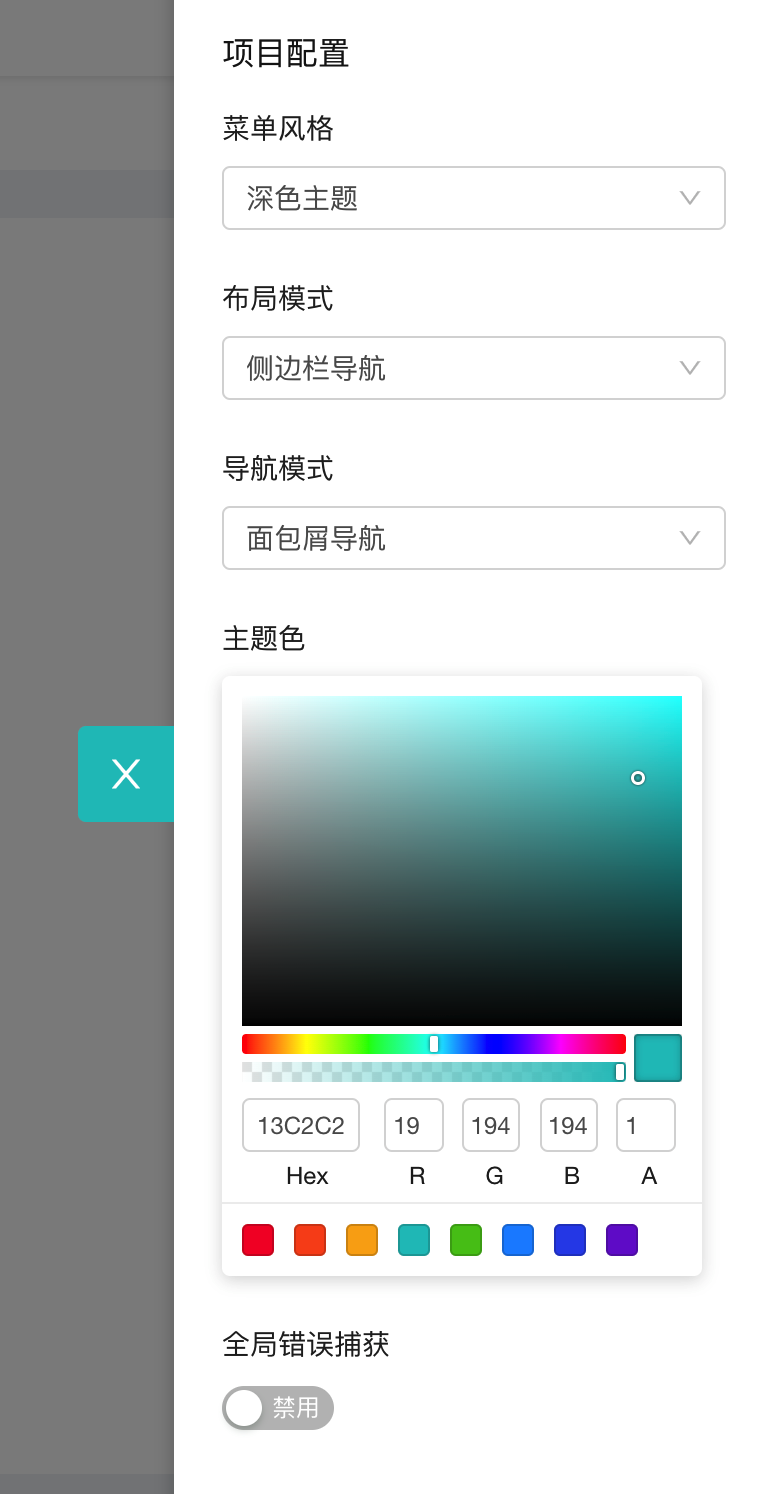 项目配置
菜单风格
深色主题
布局模式
侧边栏导航
导航模式
面包屑导航
主题色
13C2C2 19 194 194 1
Hex R G B A
全局错误捕获
禁用